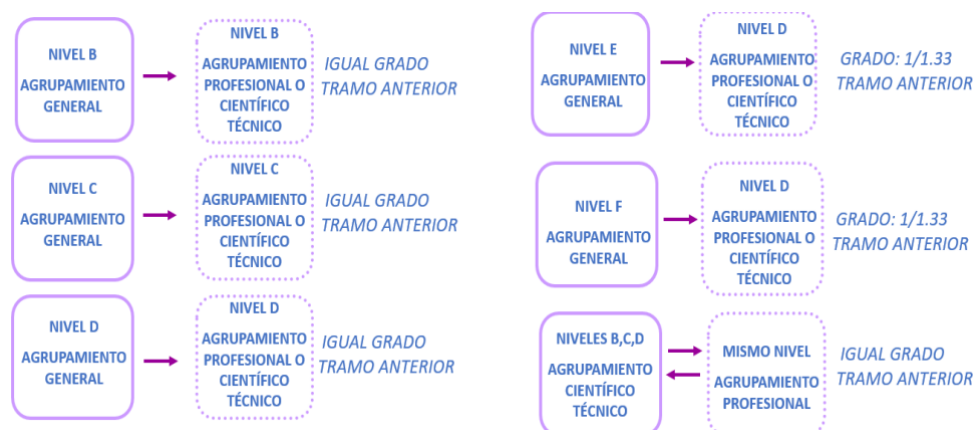 NIVEL B
AGRUPAMIENTO
GENERAL
NIVEL B
AGRUPAMIENTO
PROFESIONAL O
CIENTÍFICO
TÉCNICO
IGUAL GRADO
TRAMO ANTERIOR
NIVEL C
AGRUPAMIENTO
GENERAL
NIVEL C
AGRUPAMIENTO
PROFESIONAL O
CIENTÍFICO
TÉCNICO
IGUAL GRADO
TRAMO ANTERIOR
NIVEL D
AGRUPAMIENTO
GENERAL
NIVEL D
AGRUPAMIENTO
PROFESIONAL O
CIENTÍFICO
TÉCNICO
IGUAL GRADO
TRAMO ANTERIOR
NIVEL E
AGRUPAMIENTO
GENERAL
NIVEL D
AGRUPAMIENTO
PROFESIONAL O
CIENTÍFICO
TÉCNICO
GRADO: 1/1.33
TRAMO ANTERIOR
NIVEL F
AGRUPAMIENTO
GENERAL
NIVEL D
AGRUPAMIENTO
PROFESIONAL O
CIENTÍFICO
TÉCNICO
GRADO: 1/1.33
TRAMO ANTERIOR
NIVELES B,C,D
AGRUPAMIENTO
CIENTÍFICO
TÉCNICO
MISMO NIVEL
AGRUPAMIENTO
PROFESIONAL
IGUAL GRADO
TRAMO ANTERIOR